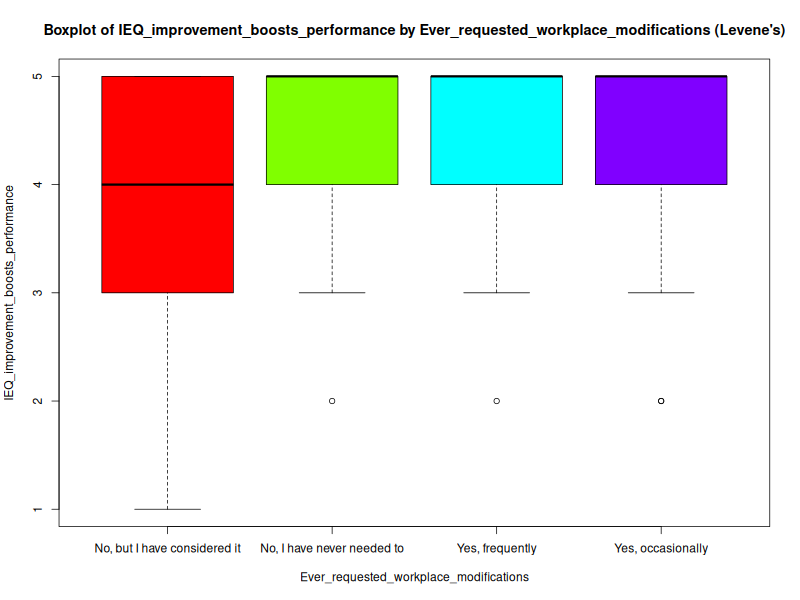 Boxplot of IEQ_improvement_boosts_performance by Ever_requested_workplace_modifications (Levene's)
IEQ_improvement_boosts_performance
5
4
3
2
1
No, but I have considered it
No, I have never needed to
Yes, frequently
Yes, occasionally
Ever_requested_workplace_modifications